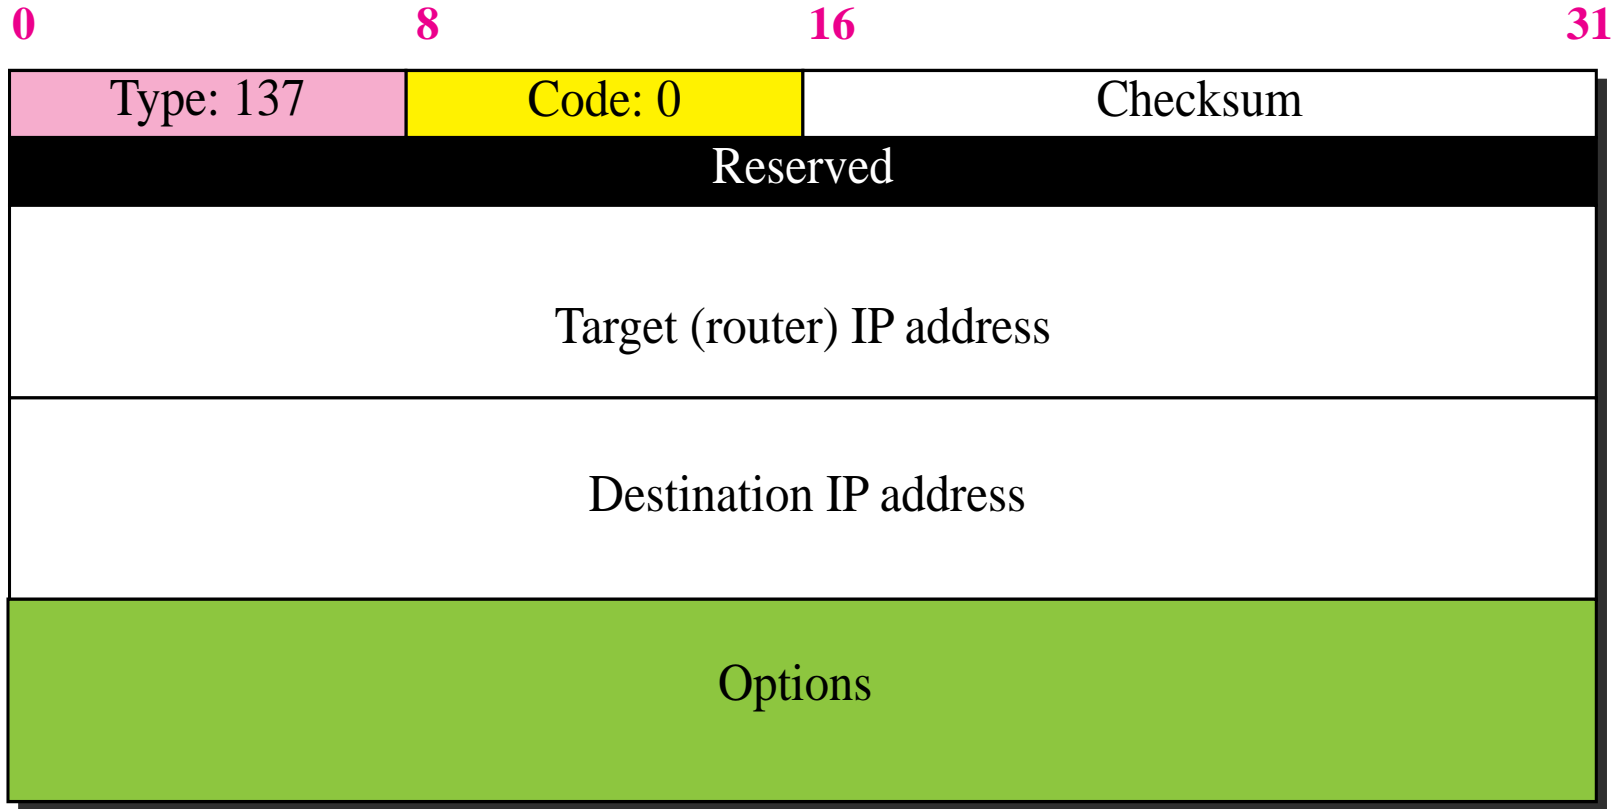 0 8 16 31
Type: 137 Code: 0 Checksum
Reserved
Target (router) IP address
Destination IP address
Options